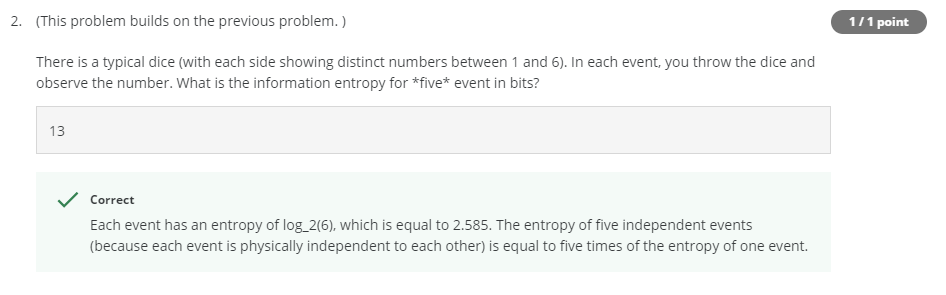 2. (This problem builds on the previous problem. )
1 / 1 point
There is a typical dice (with each side showing distinct numbers between 1 and 6). In each event, you throw the dice and
observe the number. What is the information entropy for *five* event in bits?
13
Correct
Each event has an entropy of log_2(6), which is equal to 2.585. The entropy of five independent events
(because each event is physically independent to each other) is equal to five times of the entropy of one event.